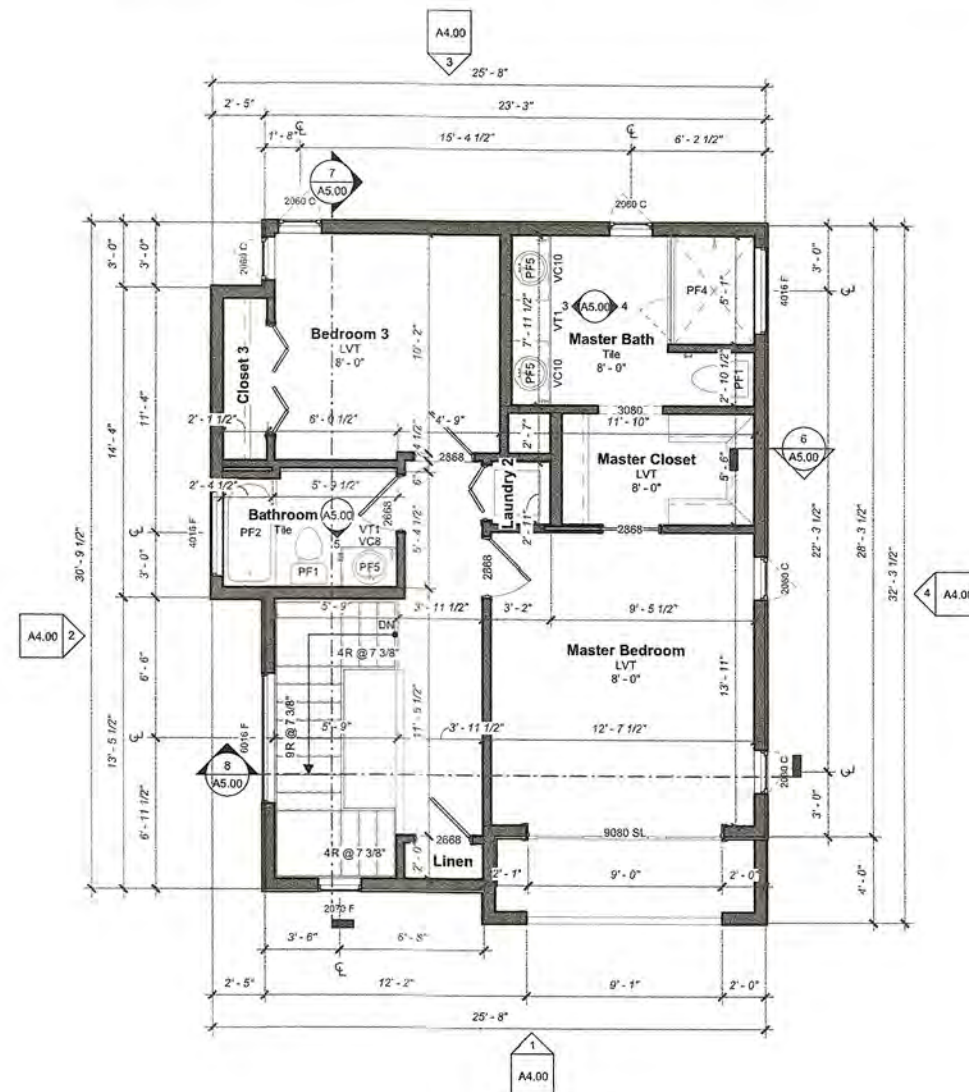 A4.00
3
25' - 8"
2' - 5"
23' - 3"
1' - 8"
15' - 4 1/2"
6' - 2 1/2"
7
A5.00
2060 C
2060 C
3' - 0"
3' - 0"
3' - 0"
4016 F
PF5
VC10
3 A5.00 4
PF4
5' - 1"
Bedroom 3
LVT
8' - 0"
10' - 2"
7' - 11 1/2"
VT1
Master Bath
Tile
8' - 0"
Closet 3
PF5
VC10
PF1
2' - 10 1/2"
11' - 4"
14' - 4"
2' - 1 1/2"
6' - 0 1/2"
4' - 9"
3080
11' - 10"
2' - 7"
2868
6
A5.00
Master Closet
LVT
8' - 0"
5' - 6"
2' - 4 1/2"
5' - 9 1/2"
Laundry 2
2' - 11"
2668
Bathroom
Tile
A5.00
5
PF2
VT1
VC8
PF1
PF5
5' - 4 1/2"
2868
4016 F
3' - 0"
30' - 9 1/2"
22' - 3 1/2"
28' - 3 1/2"
32' - 3 1/2"
2868
5' - 9"
3' - 11 1/2"
3' - 2"
9' - 5 1/2"
A4.00 2
4 A4.00
DN
4R @ 7 3/8"
Master Bedroom
LVT
8' - 0"
13' - 11"
6' - 6"
9R @ 7 3/8"
5' - 9"
11' - 5 1/2"
3' - 11 1/2"
12' - 7 1/2"
13' - 5 1/2"
6016 F
8
A5.00
6' - 11 1/2"
3' - 0"
9080 SL
2668
4R @ 7 3/8"
2' - 0"
Linen
2' - 1"
9' - 0"
2' - 0"
4' - 0"
3' - 6"
2' - 5"
12' - 2"
9' - 1"
2' - 0"
25' - 8"
1
A4.00